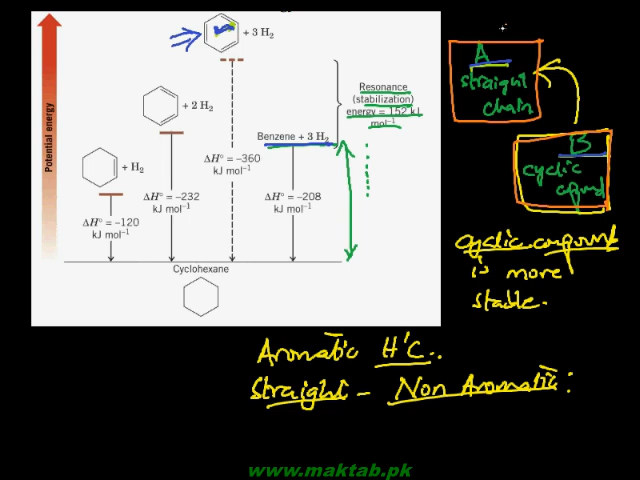 + 3 H₂
Potential energy
+ 2 H₂
+ H₂
Resonance
(stabilization)
energy = 152 kJ
mol⁻¹
Benzene + 3 H₂
ΔH° = –360
kJ mol⁻¹
ΔH° = –232
kJ mol⁻¹
ΔH° = –208
kJ mol⁻¹
ΔH° = –120
kJ mol⁻¹
Cyclohexane
A
straight
chain
B
cyclic
cyclic
is more
stable.
Aromatic H'C..
Straight – Non Aromatic :
www.maktab.pk